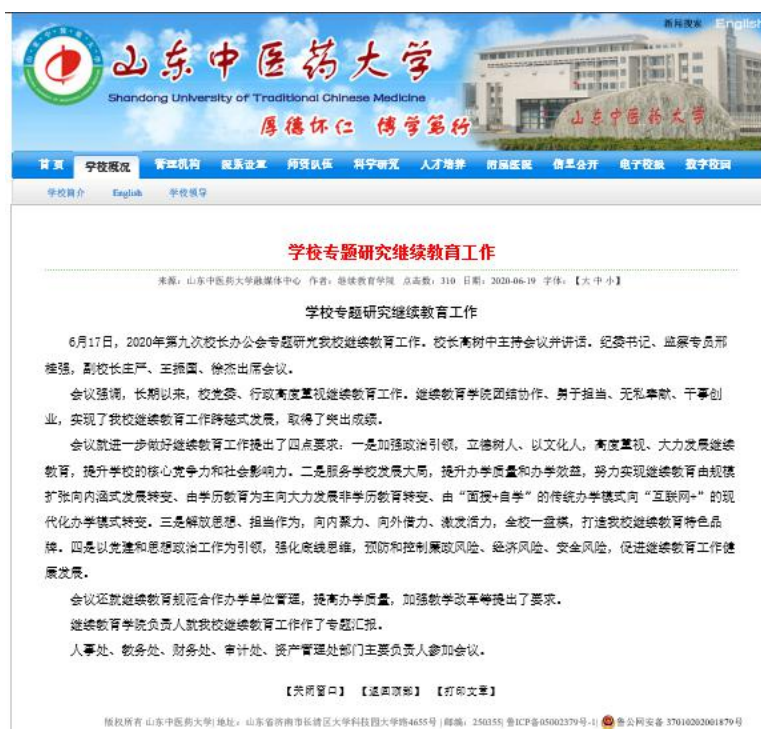 新闻搜索 English
山东中医药大学
Shandong University of Traditional Chinese Medicine
厚德怀仁 博学笃行
山东中医药大学
首页 学校概况 管理机构 院系设置 师资队伍 科学研究 人才培养 附属医院 信息公开 电子校报 数字校园
学校简介 English 学校领导
学校专题研究继续教育工作
来源:山东中医药大学融媒体中心 作者:继续教育学院 点击数:310 日期:2020-06-19 字体:【大 中 小】
学校专题研究继续教育工作
6月17日,2020年第九次校长办公会专题研究我校继续教育工作。校长高树中主持会议并讲话。纪委书记、监察专员邢
桂强,副校长庄严、王振国、徐杰出席会议。
会议强调,长期以来,校党委、行政高度重视继续教育工作。继续教育学院团结协作、勇于担当、无私奉献、干事创
业,实现了我校继续教育工作跨越式发展,取得了突出成绩。
会议就进一步做好继续教育工作提出了四点要求:一是加强政治引领,立德树人、以文化人,高度重视、大力发展继续
教育,提升学校的核心竞争力和社会影响力。二是服务学校发展大局,提升办学质量和办学效益,努力实现继续教育由规模
扩张向内涵式发展转变、由学历教育为主向大力发展非学历教育转变、由“面授+自学”的传统办学模式向“互联网+”的现
代化办学模式转变。三是解放思想、担当作为,向内聚力、向外借力、激发活力,全校一盘棋,打造我校继续教育特色品
牌。四是以党建和思想政治工作为引领,强化底线思维,预防和控制廉政风险、经济风险、安全风险,促进继续教育工作健
康发展。
会议还就继续教育规范合作办学单位管理,提高办学质量,加强教学改革等提出了要求。
继续教育学院负责人就我校继续教育工作作了专题汇报。
人事处、教务处、财务处、审计处、资产管理处部门主要负责人参加会议。
【关闭窗口】 【返回顶部】 【打印文章】
版权所有 山东中医药大学| 地址:山东省济南市长清区大学科技园大学路4655号 | 邮编:250355| 鲁ICP备05002379号-1| 鲁公网安备 37010202001879号